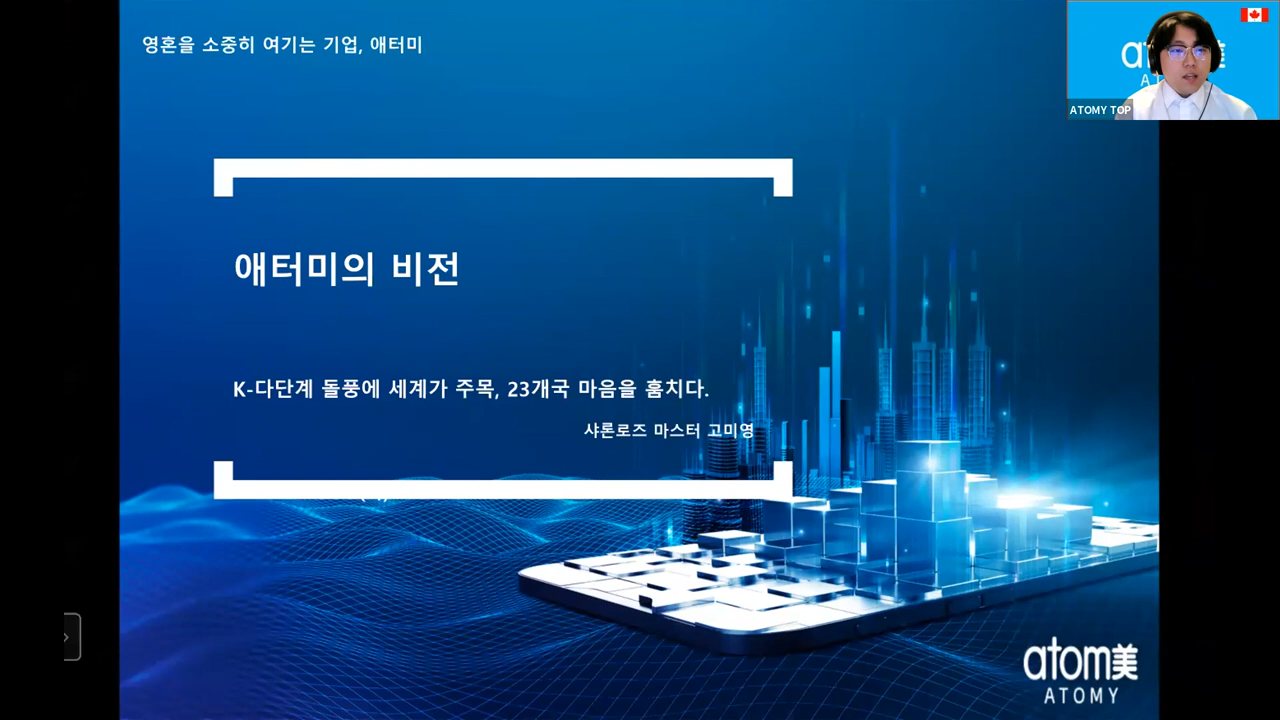 영혼을 소중히 여기는 기업, 애터미
ATOMY TOP
애터미의 비전
K-다단계 돌풍에 세계가 주목, 23개국 마음을 훔치다.
샤론로즈 마스터 고미영
atom美
ATOMY